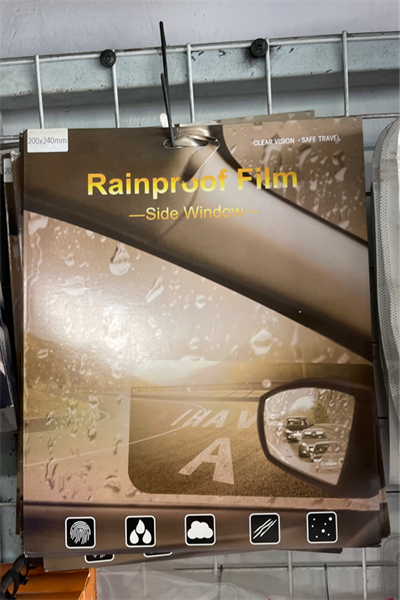 200x240mm
CLEAR VISION - SAFE TRAVEL
Rainproof Film
—Side Window—
A